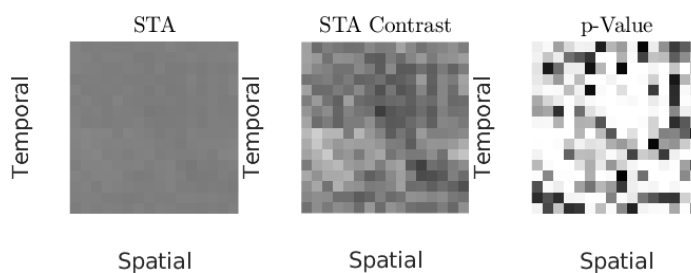 STA
STA Contrast
p-Value
Temporal
Temporal
Temporal
Spatial
Spatial
Spatial